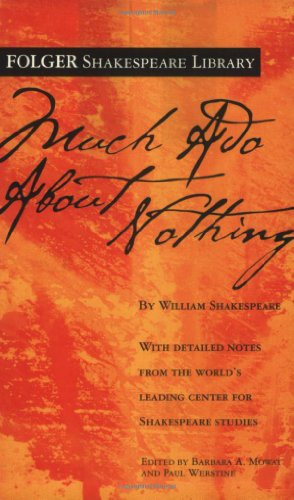 FOLGER SHAKESPEARE LIBRARY
Much Ado
About Nothing
BY WILLIAM SHAKESPEARE
WITH DETAILED NOTES
FROM THE WORLD'S
LEADING CENTER FOR
SHAKESPEARE STUDIES
EDITED BY BARBARA A. MOWAT
AND PAUL WERSTINE